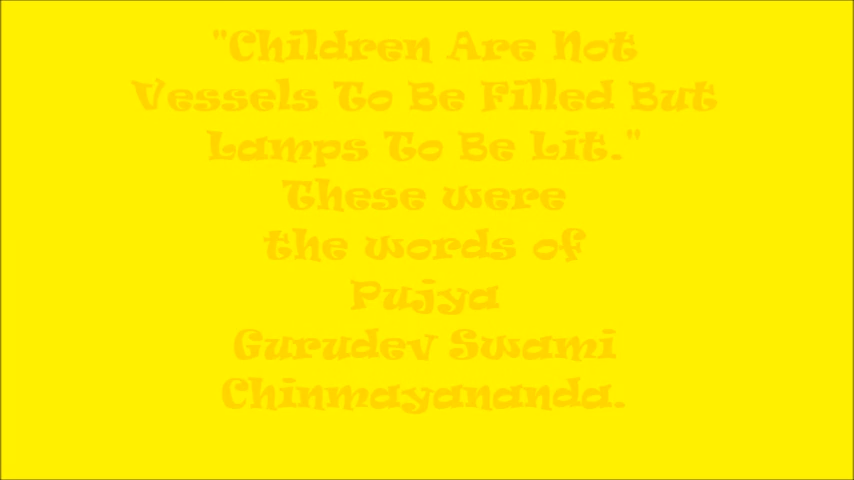 "Children Are Not
Vessels To Be Filled But
Lamps To Be Lit."
These were
the words of
Pujya
Gurudev Swami
Chinmayananda.